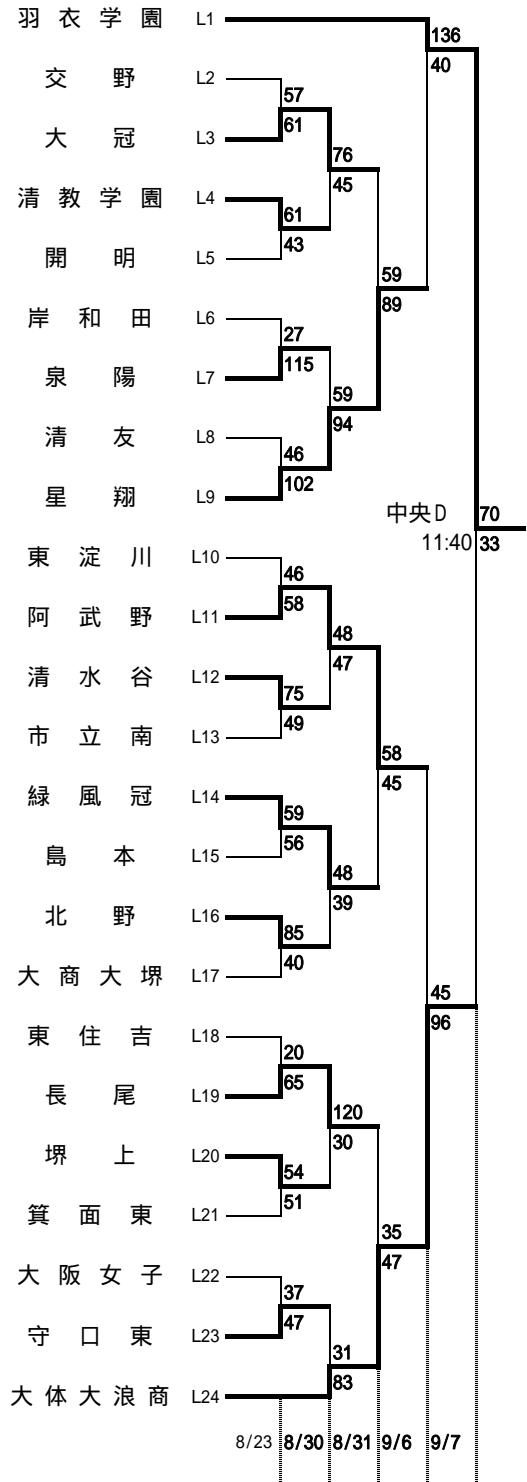 羽衣学園 L1
136
40
交野 L2
57
大冠 L3
61
76
45
清教学園 L4
61
開明 L5
43
59
89
岸和田 L6
27
泉陽 L7
115
59
94
清友 L8
46
星翔 L9
102
中央D 70
11:40 33
東淀川 L10
46
阿武野 L11
58
48
47
清水谷 L12
75
市立南 L13
49
58
45
緑風冠 L14
59
島本 L15
56
48
39
北野 L16
85
大商大堺 L17
40
45
96
東住吉 L18
20
長尾 L19
65
120
30
堺上 L20
54
箕面東 L21
51
35
47
大阪女子 L22
37
守口東 L23
47
31
83
大体大浪商 L24
8/23 8/30 8/31 9/6 9/7